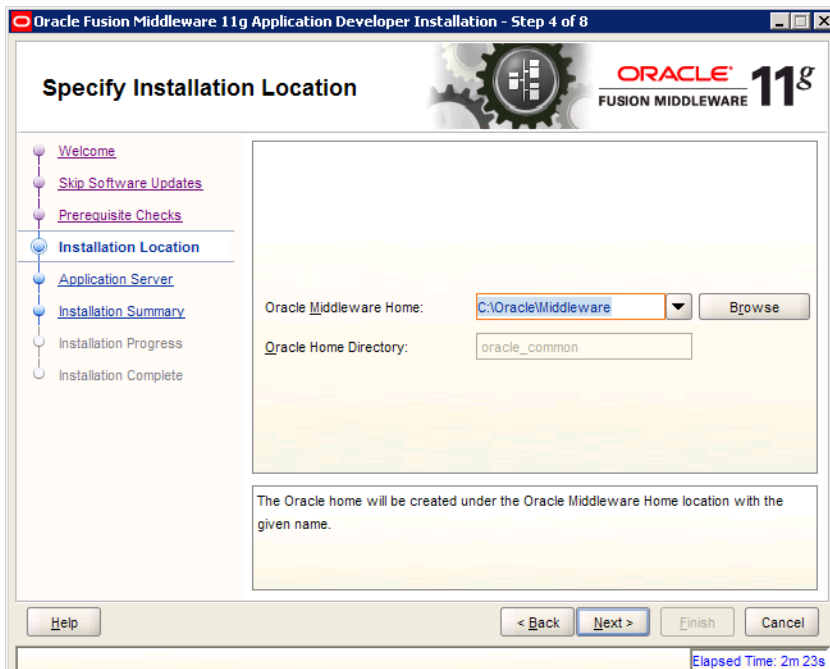 Oracle Fusion Middleware 11g Application Developer Installation - Step 4 of 8
Specify Installation Location
ORACLE
FUSION MIDDLEWARE 11g
Welcome
Skip Software Updates
Prerequisite Checks
Installation Location
Application Server
Installation Summary
Installation Progress
Installation Complete
Oracle Middleware Home: C:\Oracle\Middleware Browse
Oracle Home Directory: oracle_common
The Oracle home will be created under the Oracle Middleware Home location with the
given name.
Help < Back Next > Finish Cancel
Elapsed Time: 2m 23s